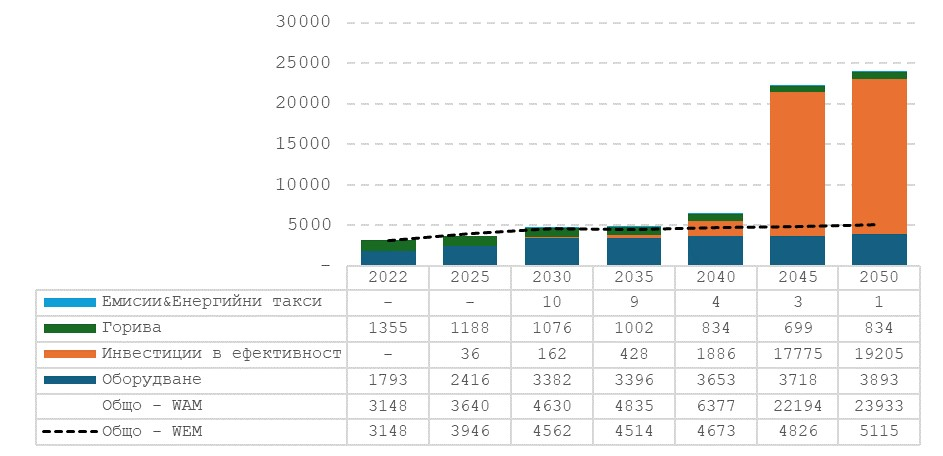 30000
25000
20000
15000
10000
5000
–
2022 2025 2030 2035 2040 2045 2050
Емисии&Енергийни такси – – 10 9 4 3 1
Горива 1355 1188 1076 1002 834 699 834
Инвестиции в ефективност – 36 162 428 1886 17775 19205
Оборудване 1793 2416 3382 3396 3653 3718 3893
Общо – WAM 3148 3640 4630 4835 6377 22194 23933
Общо – WEM 3148 3946 4562 4514 4673 4826 5115